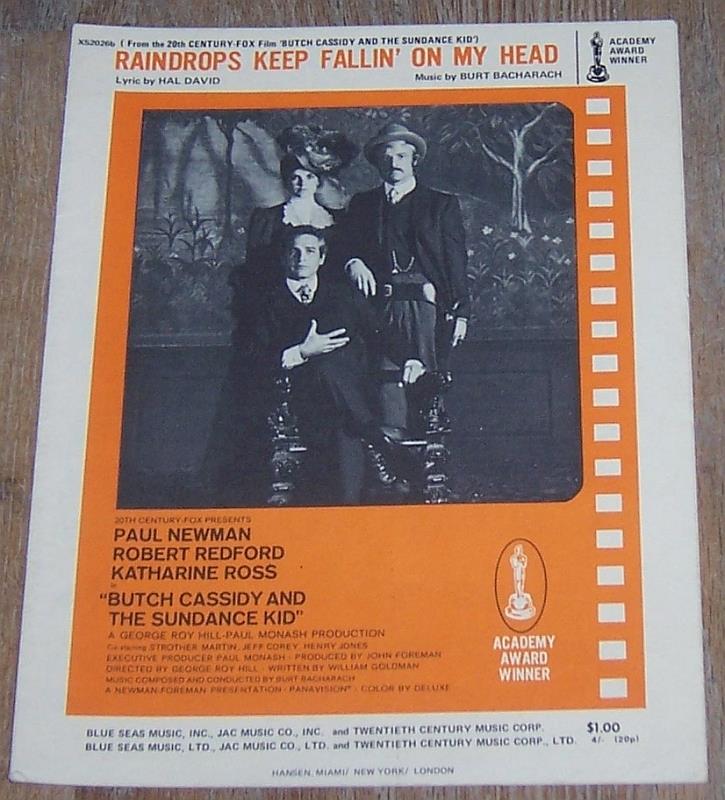 XS2026b ( From the 20th CENTURY-FOX Film 'BUTCH CASSIDY AND THE SUNDANCE KID')
RAINDROPS KEEP FALLIN' ON MY HEAD
Lyric by HAL DAVID
Music by BURT BACHARACH
ACADEMY
AWARD
WINNER
20TH CENTURY-FOX PRESENTS
PAUL NEWMAN
ROBERT REDFORD
KATHARINE ROSS
in
"BUTCH CASSIDY AND
THE SUNDANCE KID"
A GEORGE ROY HILL-PAUL MONASH PRODUCTION
Co-starring STROTHER MARTIN, JEFF COREY, HENRY JONES
EXECUTIVE PRODUCER PAUL MONASH · PRODUCED BY JOHN FOREMAN
DIRECTED BY GEORGE ROY HILL · WRITTEN BY WILLIAM GOLDMAN
MUSIC COMPOSED AND CONDUCTED BY BURT BACHARACH
A NEWMAN-FOREMAN PRESENTATION · PANAVISION® · COLOR BY DELUXE
ACADEMY
AWARD
WINNER
BLUE SEAS MUSIC, INC., JAC MUSIC CO., INC. and TWENTIETH CENTURY MUSIC CORP. $1.00
BLUE SEAS MUSIC, LTD., JAC MUSIC CO., LTD. and TWENTIETH CENTURY MUSIC CORP., LTD. 4/- (20p)
HANSEN, MIAMI/ NEW YORK/ LONDON